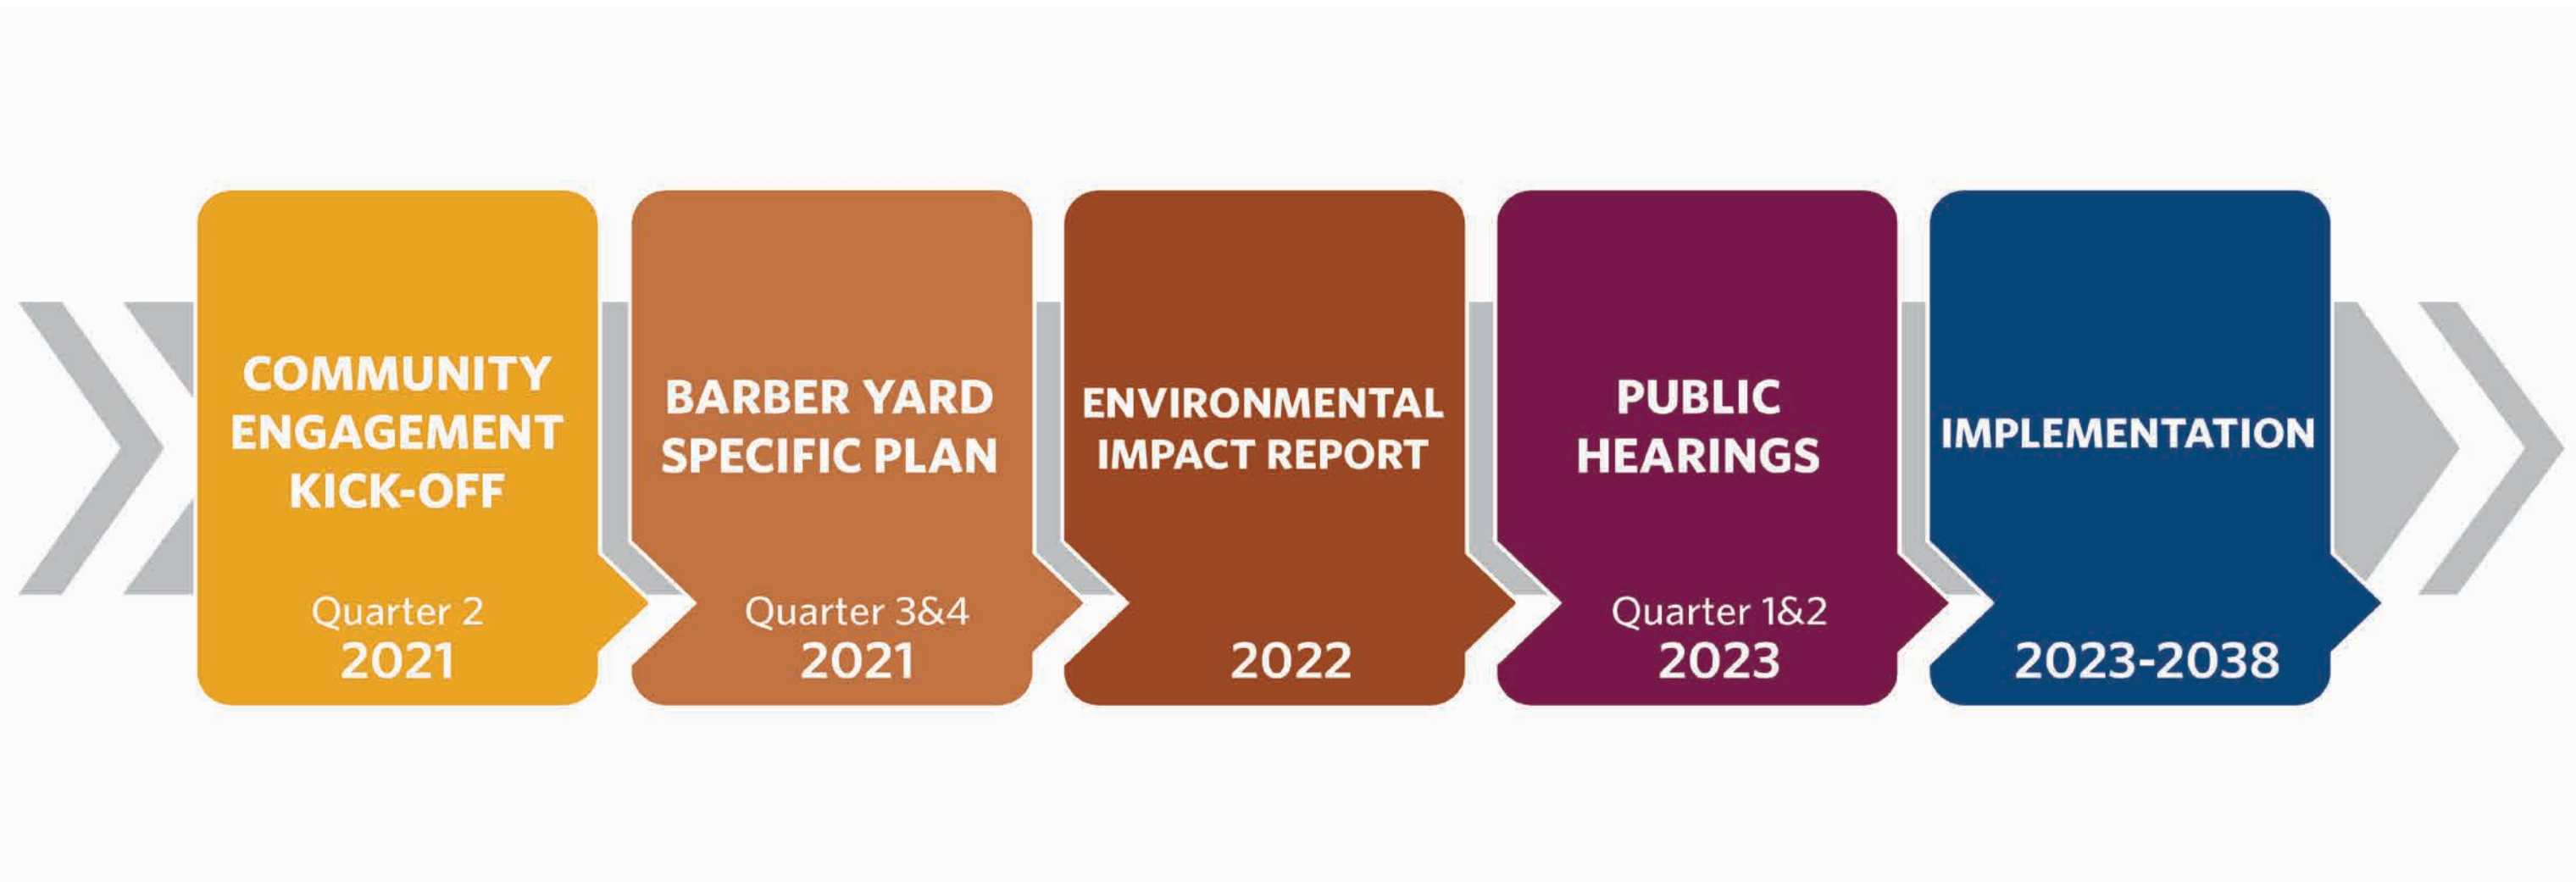 COMMUNITY
ENGAGEMENT
KICK-OFF
Quarter 2
2021
BARBER YARD
SPECIFIC PLAN
Quarter 3&4
2021
ENVIRONMENTAL
IMPACT REPORT
2022
PUBLIC
HEARINGS
Quarter 1&2
2023
IMPLEMENTATION
2023-2038